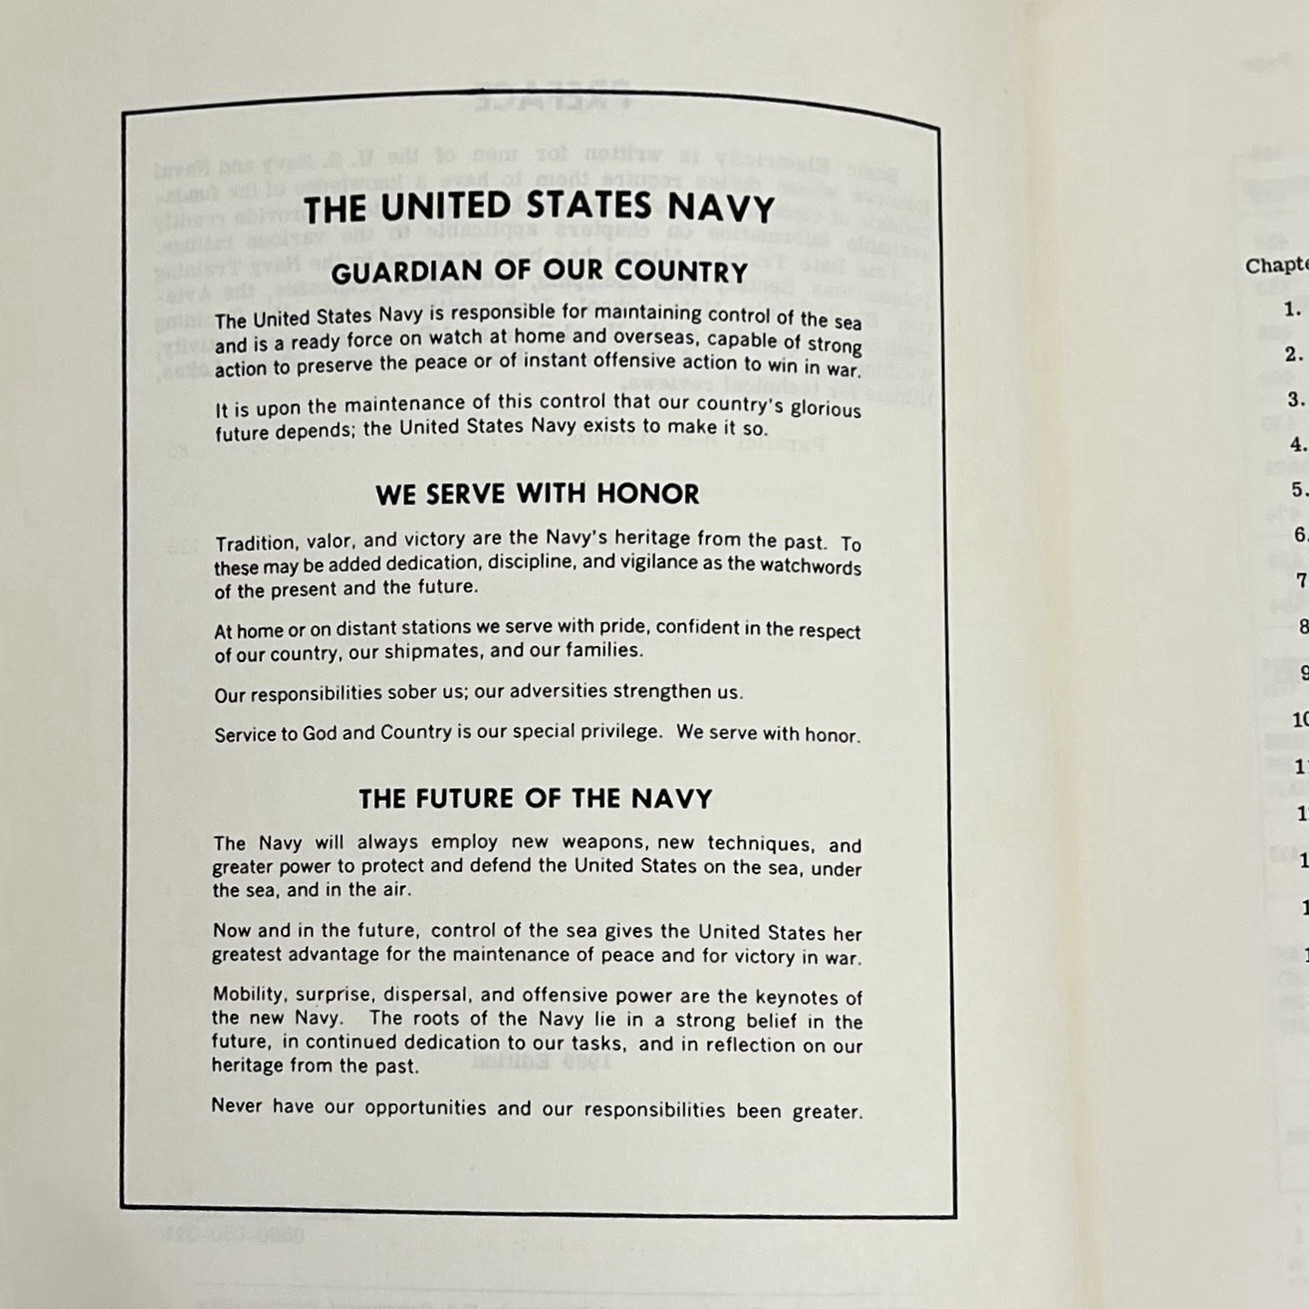 THE UNITED STATES NAVY
GUARDIAN OF OUR COUNTRY
The United States Navy is responsible for maintaining control of the sea
and is a ready force on watch at home and overseas, capable of strong
action to preserve the peace or of instant offensive action to win in war.
It is upon the maintenance of this control that our country's glorious
future depends; the United States Navy exists to make it so.
WE SERVE WITH HONOR
Tradition, valor, and victory are the Navy's heritage from the past. To
these may be added dedication, discipline, and vigilance as the watchwords
of the present and the future.
At home or on distant stations we serve with pride, confident in the respect
of our country, our shipmates, and our families.
Our responsibilities sober us; our adversities strengthen us.
Service to God and Country is our special privilege. We serve with honor.
THE FUTURE OF THE NAVY
The Navy will always employ new weapons, new techniques, and
greater power to protect and defend the United States on the sea, under
the sea, and in the air.
Now and in the future, control of the sea gives the United States her
greatest advantage for the maintenance of peace and for victory in war.
Mobility, surprise, dispersal, and offensive power are the keynotes of
the new Navy. The roots of the Navy lie in a strong belief in the
future, in continued dedication to our tasks, and in reflection on our
heritage from the past.
Never have our opportunities and our responsibilities been greater.
Chapte
1.
2.
3.
4.
5.
6.
7
8
9
10